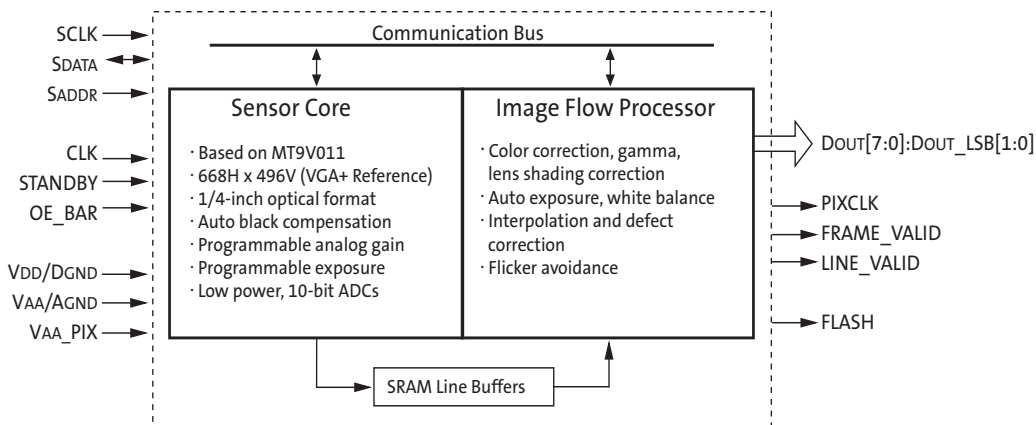 SCLK
SDATA
SADDR
CLK
STANDBY
OE_BAR
VDD/DGND
VAA/AGND
VAA_PIX
Communication Bus
Sensor Core
· Based on MT9V011
· 668H x 496V (VGA+ Reference)
· 1/4-inch optical format
· Auto black compensation
· Programmable analog gain
· Programmable exposure
· Low power, 10-bit ADCs
Image Flow Processor
· Color correction, gamma,
lens shading correction
· Auto exposure, white balance
· Interpolation and defect
correction
· Flicker avoidance
SRAM Line Buffers
DOUT[7:0]:DOUT_LSB[1:0]
PIXCLK
FRAME_VALID
LINE_VALID
FLASH